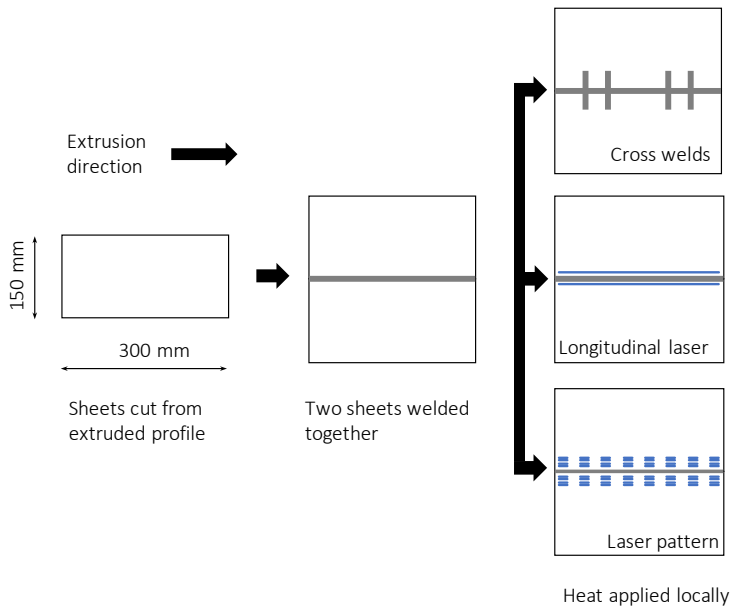 Extrusion
direction
150 mm
300 mm
Sheets cut from
extruded profile
Two sheets welded
together
Cross welds
Longitudinal laser
Laser pattern
Heat applied locally